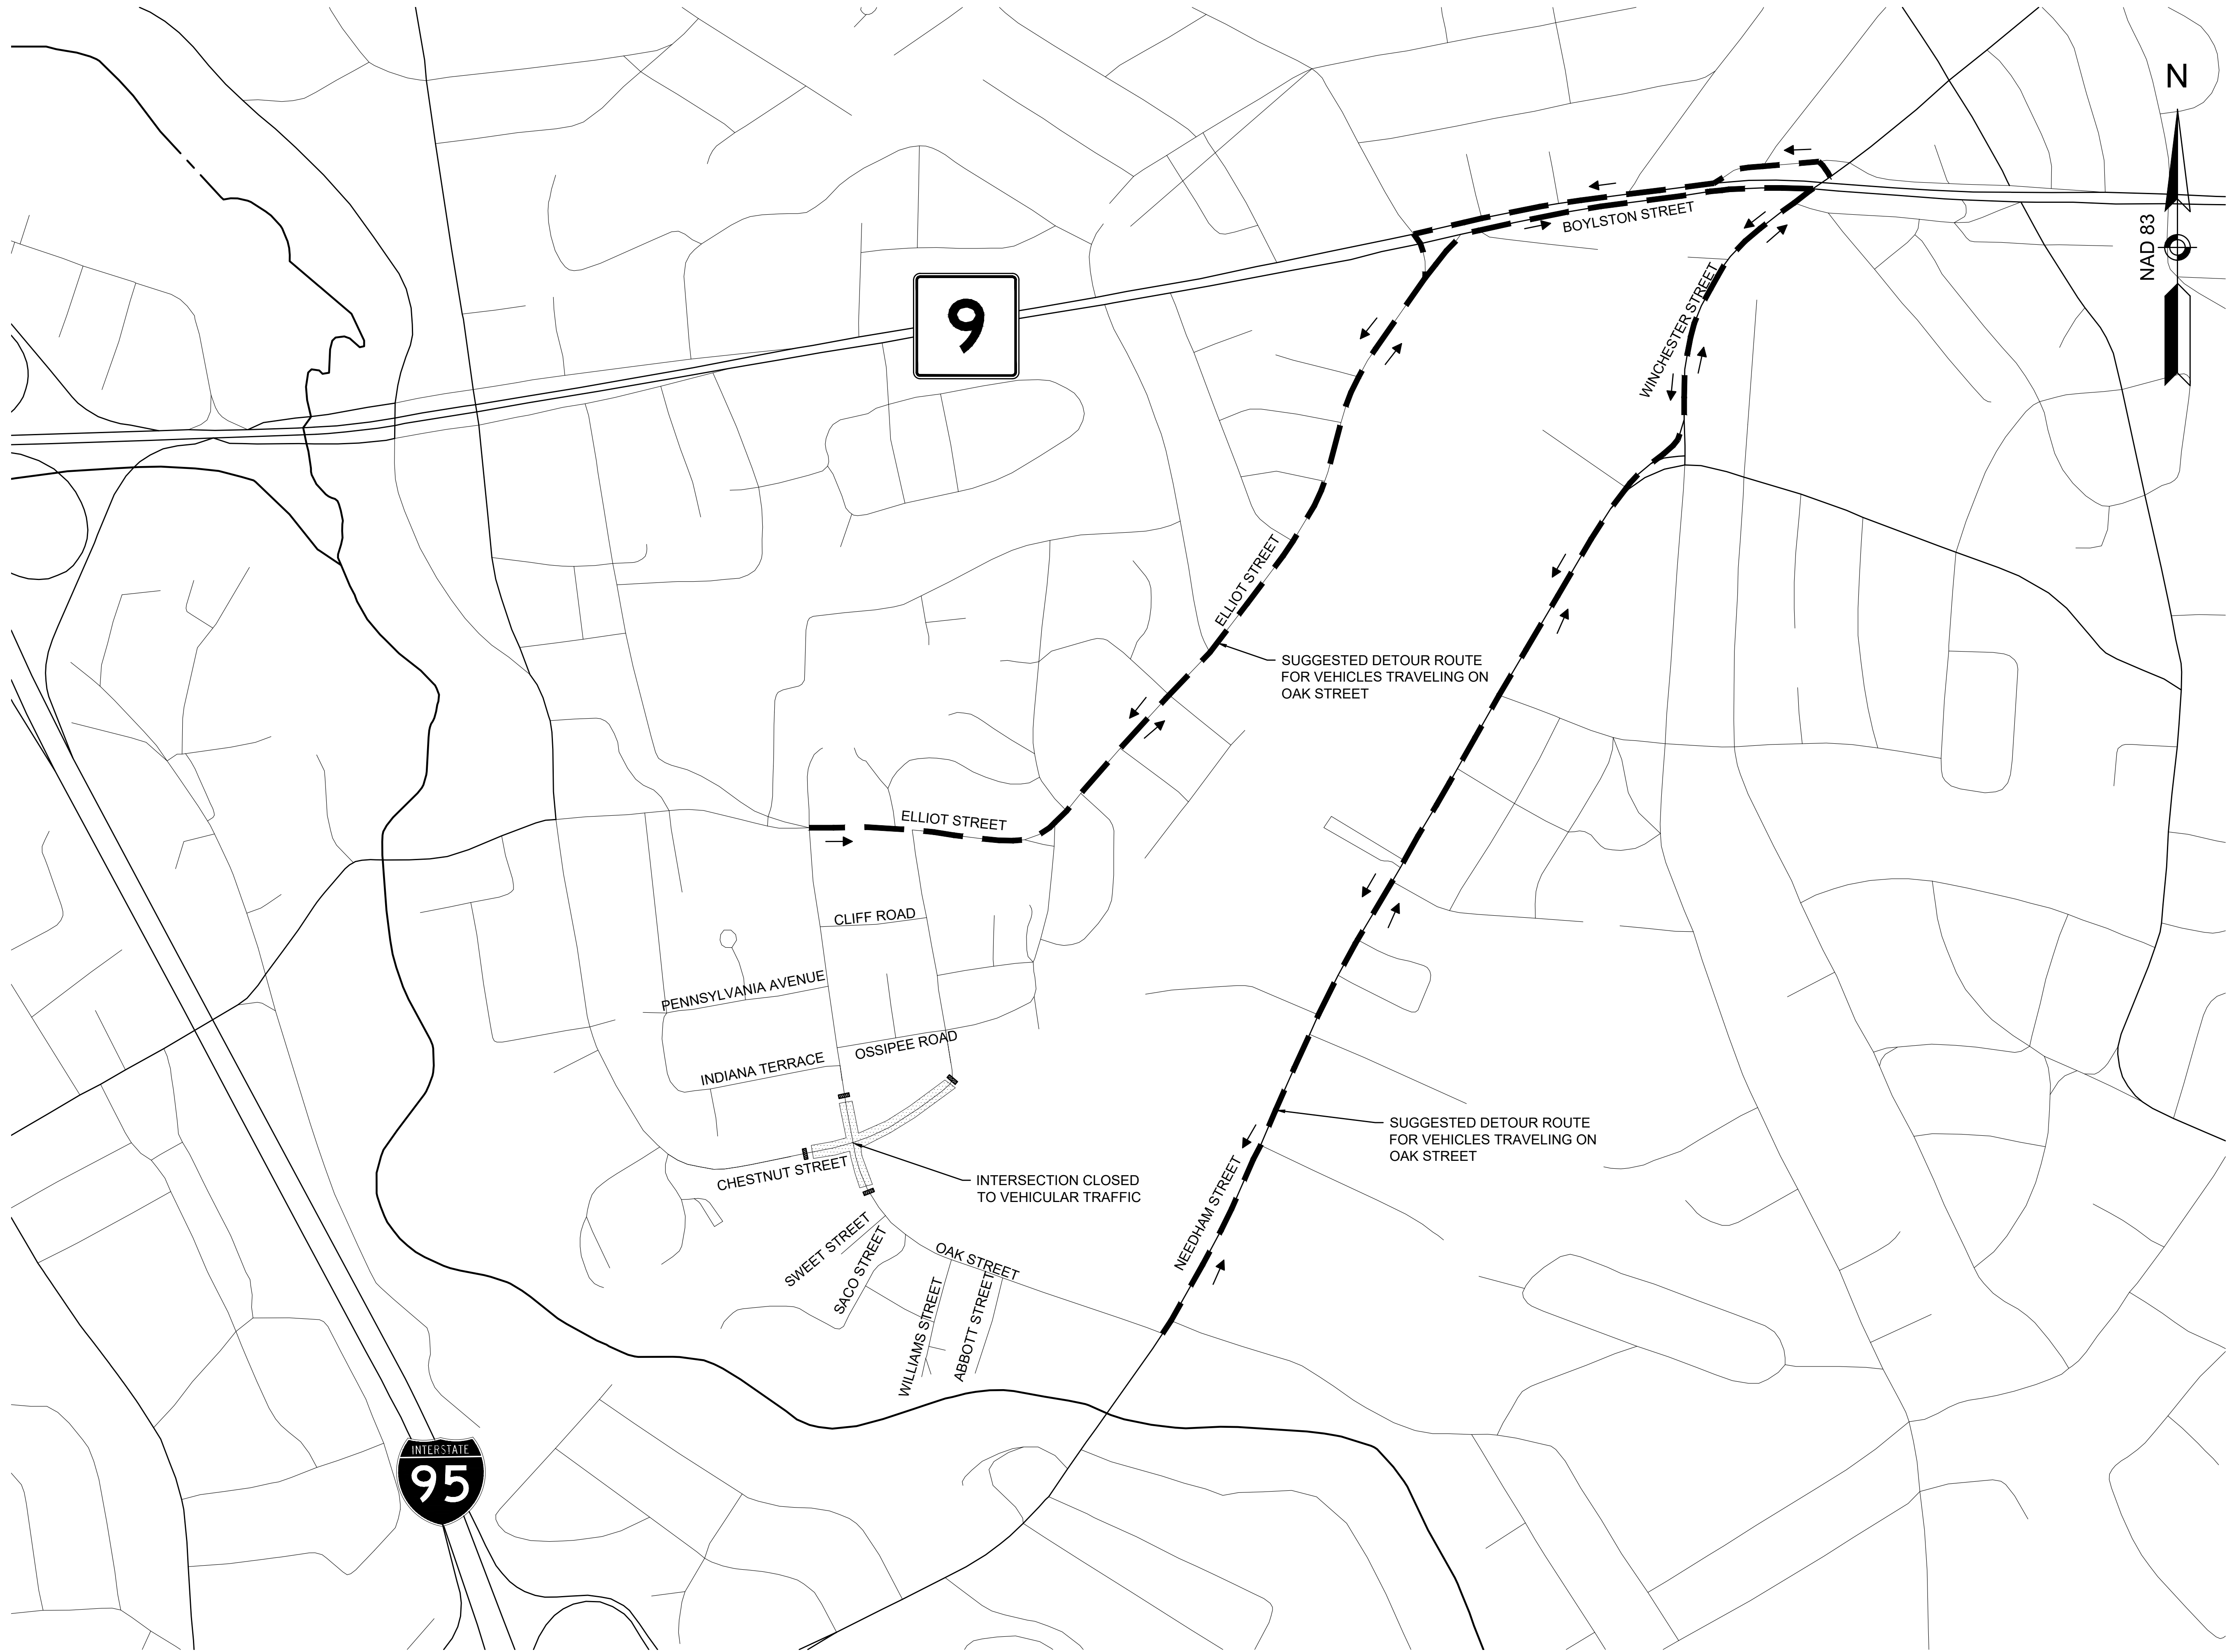 N
NAD 83
BOYLSTON STREET
WINCHESTER STREET
9
ELLIOT STREET
SUGGESTED DETOUR ROUTE
FOR VEHICLES TRAVELING ON
OAK STREET
ELLIOT STREET
CLIFF ROAD
PENNSYLVANIA AVENUE
OSSIPEE ROAD
INDIANA TERRACE
SUGGESTED DETOUR ROUTE
FOR VEHICLES TRAVELING ON
OAK STREET
CHESTNUT STREET
INTERSECTION CLOSED
TO VEHICULAR TRAFFIC
NEEDHAM STREET
SWEET STREET
SACO STREET
OAK STREET
WILLIAMS STREET
ABBOTT STREET
INTERSTATE
95